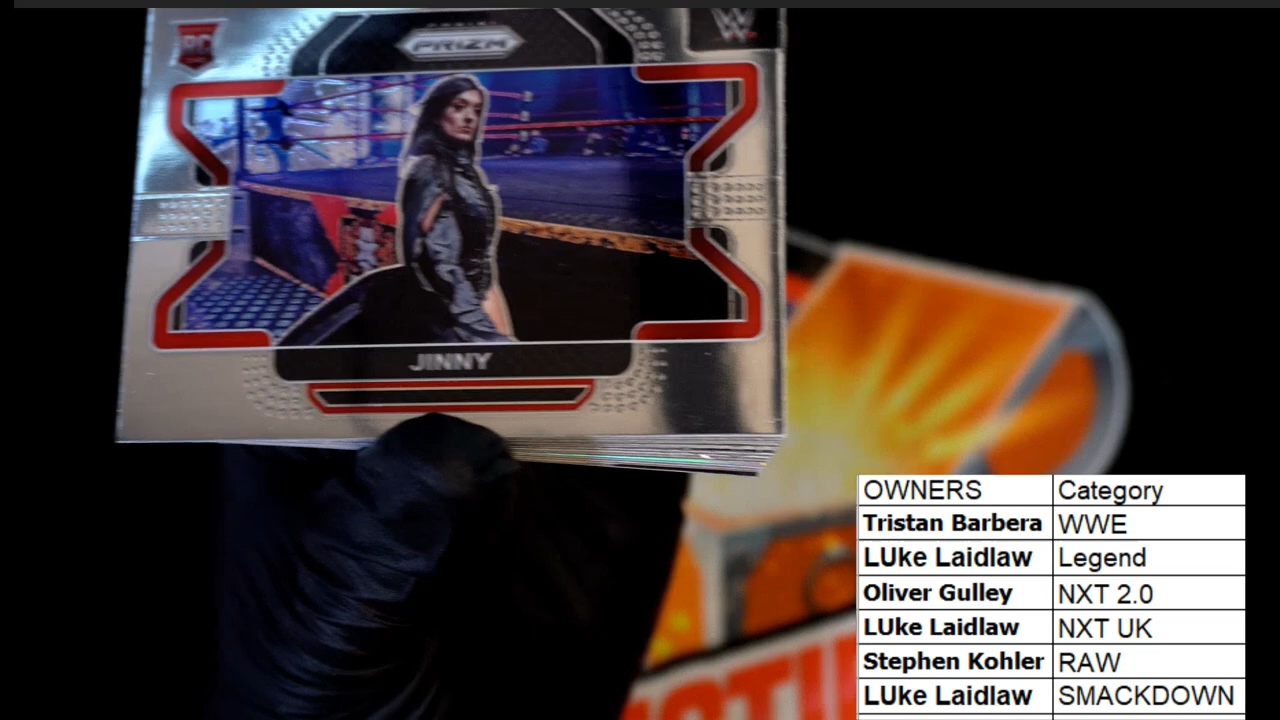 RC
PANINI
PRIZM
W
JINNY
OWNERS Category
Tristan Barbera WWE
LUke Laidlaw Legend
Oliver Gulley NXT 2.0
LUke Laidlaw NXT UK
Stephen Kohler RAW
LUke Laidlaw SMACKDOWN